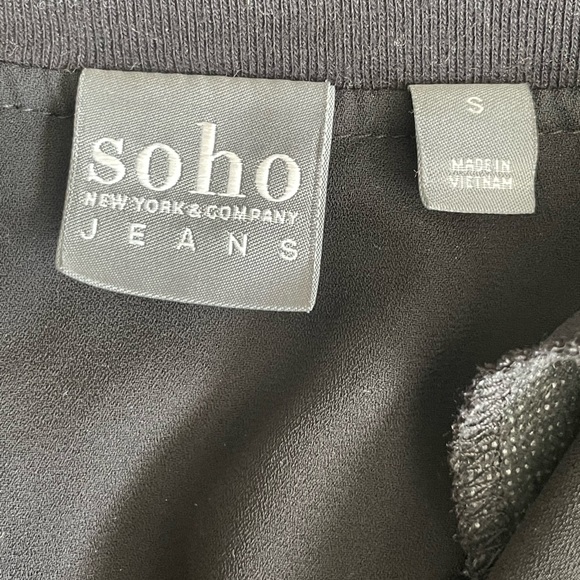 soho
NEW YORK & COMPANY
JEANS
S
MADE IN
VIETNAM